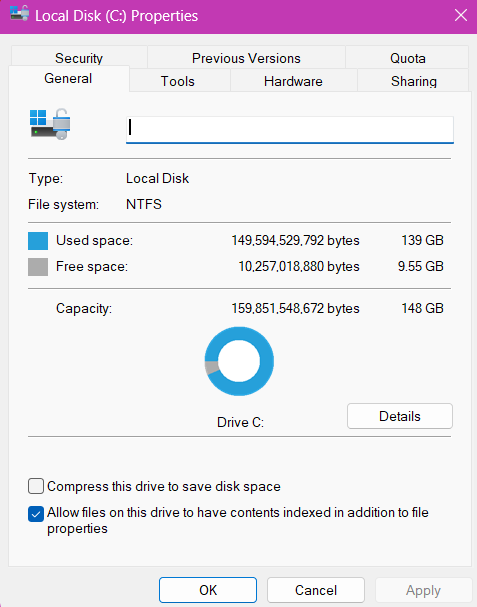 Local Disk (C:) Properties
Security Previous Versions Quota
General Tools Hardware Sharing
Type: Local Disk
File system: NTFS
Used space: 149,594,529,792 bytes 139 GB
Free space: 10,257,018,880 bytes 9.55 GB
Capacity: 159,851,548,672 bytes 148 GB
Drive C:
Details
Compress this drive to save disk space
Allow files on this drive to have contents indexed in addition to file
properties
OK Cancel Apply